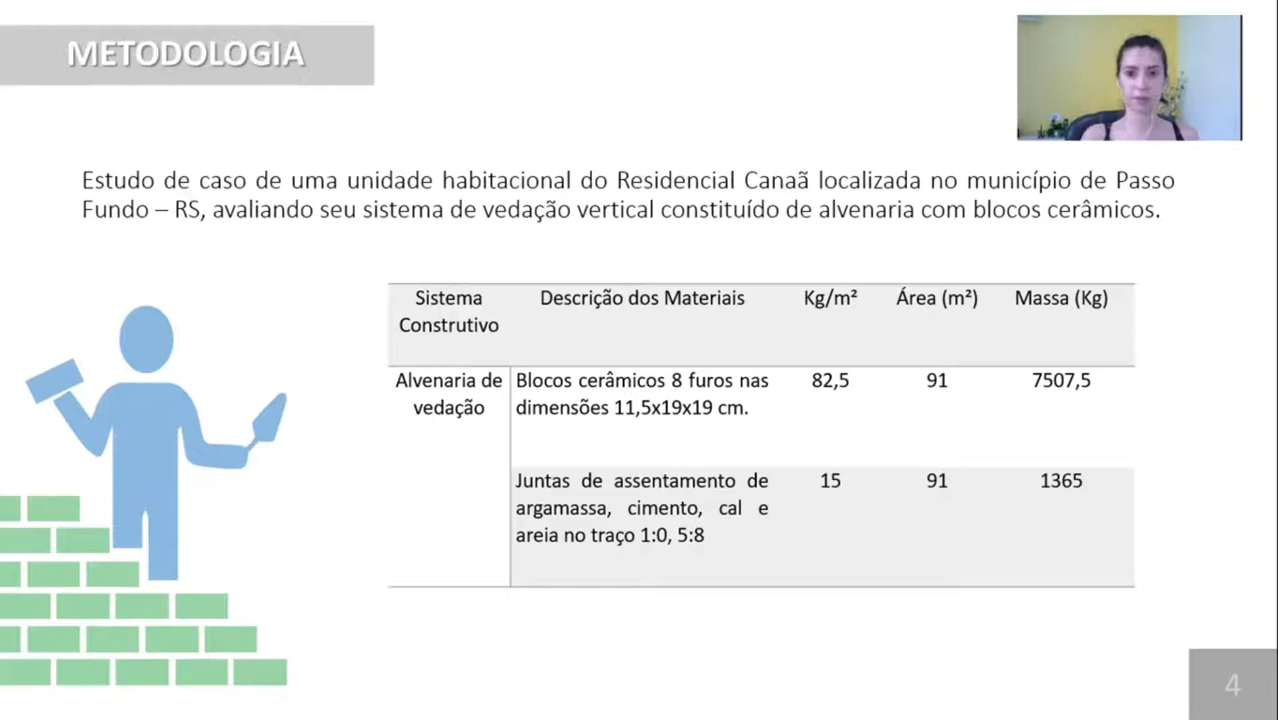 METODOLOGIA
Estudo de caso de uma unidade habitacional do Residencial Canaã localizada no município de Passo
Fundo – RS, avaliando seu sistema de vedação vertical constituído de alvenaria com blocos cerâmicos.
Sistema Construtivo Descrição dos Materiais Kg/m² Área (m²) Massa (Kg)
Alvenaria de vedação
Blocos cerâmicos 8 furos nas 82,5 91 7507,5
dimensões 11,5x19x19 cm.
Juntas de assentamento de 15 91 1365
argamassa, cimento, cal e
areia no traço 1:0, 5:8
4